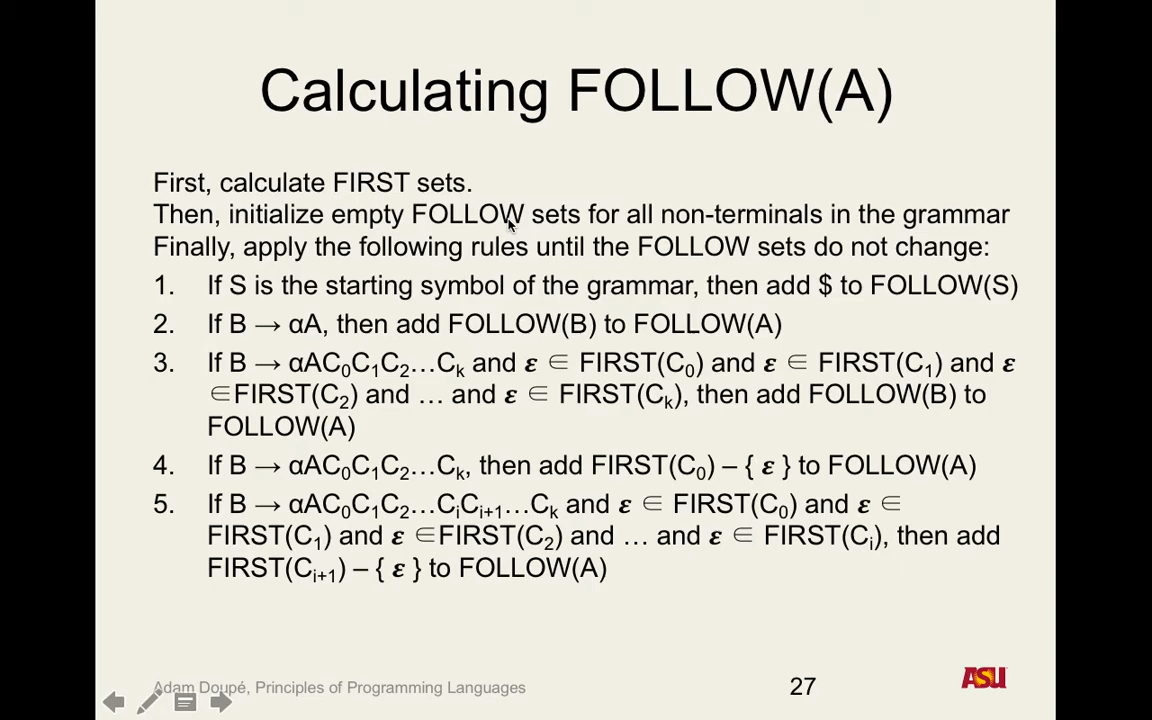 Calculating FOLLOW(A)
First, calculate FIRST sets.
Then, initialize empty FOLLOW sets for all non-terminals in the grammar
Finally, apply the following rules until the FOLLOW sets do not change:
1. If S is the starting symbol of the grammar, then add $ to FOLLOW(S)
2. If B → αA, then add FOLLOW(B) to FOLLOW(A)
3. If B → αAC₀C₁C₂…Cₖ and ε ∈ FIRST(C₀) and ε ∈ FIRST(C₁) and ε
∈FIRST(C₂) and … and ε ∈ FIRST(Cₖ), then add FOLLOW(B) to
FOLLOW(A)
4. If B → αAC₀C₁C₂…Cₖ, then add FIRST(C₀) – { ε } to FOLLOW(A)
5. If B → αAC₀C₁C₂…CᵢCᵢ₊₁…Cₖ and ε ∈ FIRST(C₀) and ε ∈
FIRST(C₁) and ε ∈FIRST(C₂) and … and ε ∈ FIRST(Cᵢ), then add
FIRST(Cᵢ₊₁) – { ε } to FOLLOW(A)
Adam Doupé, Principles of Programming Languages
27
ASU